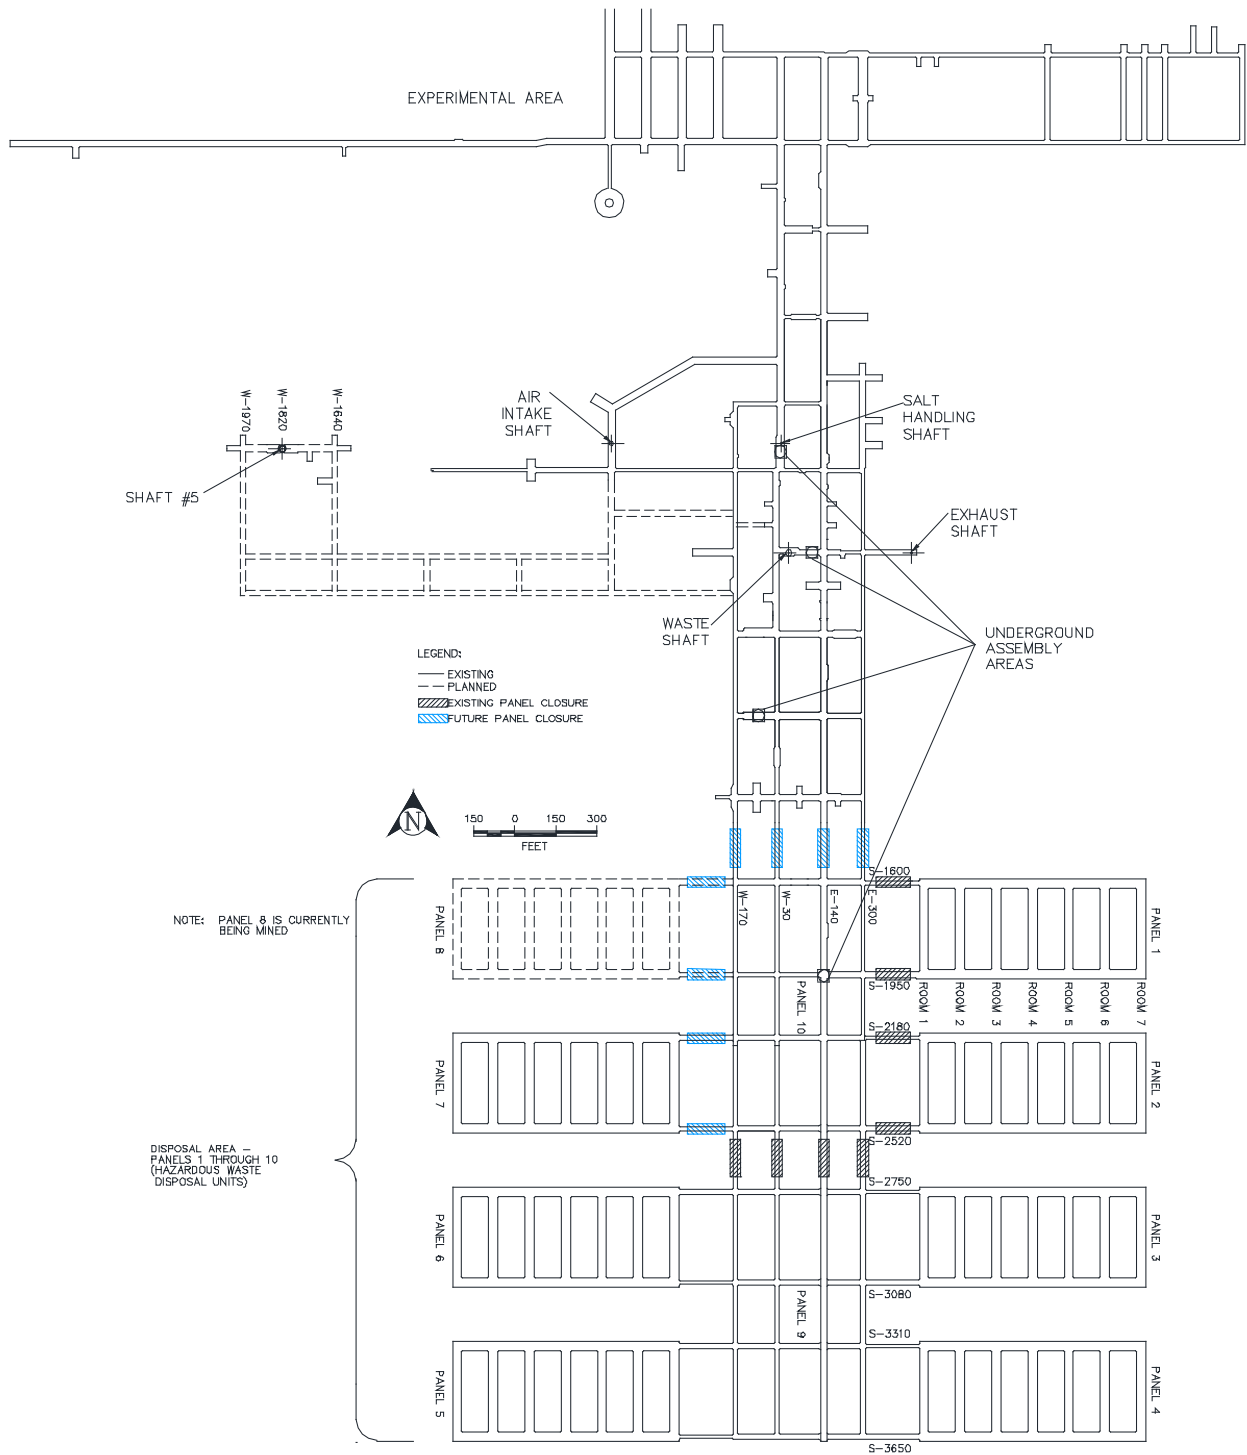 EXPERIMENTAL AREA
W-1970
W-1820
W-1640
AIR
INTAKE
SHAFT
SALT
HANDLING
SHAFT
SHAFT #5
EXHAUST
SHAFT
WASTE
SHAFT
UNDERGROUND
ASSEMBLY
AREAS
LEGEND:
EXISTING
PLANNED
EXISTING PANEL CLOSURE
FUTURE PANEL CLOSURE
N
150 0 150 300
FEET
S-1600
NOTE: PANEL 8 IS CURRENTLY
BEING MINED
PANEL 8
W-170
W-30
E-140
E-300
PANEL 1
S-1950
PANEL 10
ROOM 1
ROOM 2
ROOM 3
ROOM 4
ROOM 5
ROOM 6
ROOM 7
S-2180
PANEL 7
PANEL 2
S-2520
DISPOSAL AREA –
PANELS 1 THROUGH 10
(HAZARDOUS WASTE
DISPOSAL UNITS)
S-2750
PANEL 6
PANEL 3
S-3080
PANEL 9
S-3310
PANEL 5
PANEL 4
S-3650